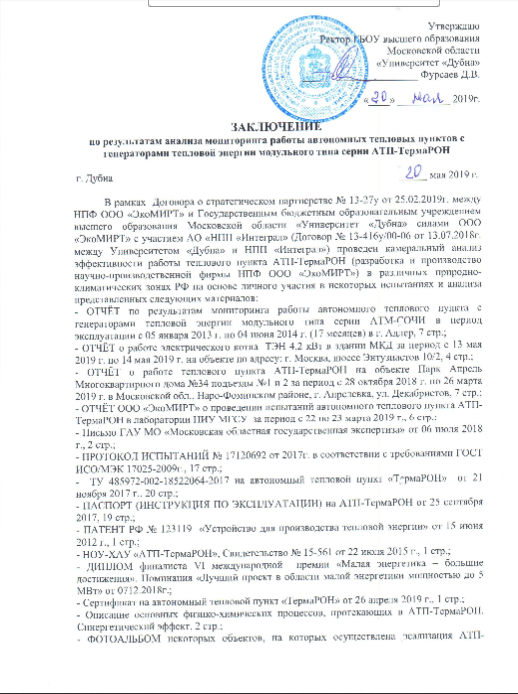 Утверждаю
Ректор ГБОУ высшего образования
Московской области
«Университет «Дубна»
Фурсаев Д.В.
«20» мая 2019г.
ЗАКЛЮЧЕНИЕ
по результатам анализа мониторинга работы автономных тепловых пунктов с
генераторами тепловой энергии модульного типа серии АТП-ТермаРОН
г. Дубна 20 мая 2019 г.
В рамках Договора о стратегическом партнерстве № 13-27у от 25.02.2019г. между
НПФ ООО «ЭкоМИРТ» и Государственным бюджетным образовательным учреждением
высшего образования Московской области «Университет «Дубна» силами ООО
«ЭкоМИРТ» с участием АО «НПП «Интеграл» (Договор № 13-416у/00-06 от 13.07.2018г.
между Университетом «Дубна» и НПП «Интеграл») проведен камеральный анализ
эффективности работы теплового пункта АТП-ТермаРОН (разработка и производство
научно-производственной фирмы НПФ ООО «ЭкоМИРТ») в различных природно-
климатических зонах РФ на основе личного участия в некоторых испытаниях и анализа
представленных следующих материалов:
- ОТЧЁТ по результатам мониторинга работы автономного теплового пункта с
генераторами тепловой энергии модульного типа серии АТМ-СОЧИ в период
эксплуатации с 05 января 2013 г. по 04 июня 2014 г. (17 месяцев) в г. Адлер, 7 стр.;
- ОТЧЁТ о работе электрического котла ТЭН 4,2 кВт в здании МКД за период с 13 мая
2019 г. по 14 мая 2019 г. на объекте по адресу: г. Москва, шоссе Энтузиастов 10/2, 4 стр.;
- ОТЧЁТ о работе теплового пункта АТП-ТермаРОН на объекте Парк Апрель
Многоквартирного дома №34 подъезды №1 и 2 за период с 28 октября 2018 г. по 26 марта
2019 г. в Московской обл., Наро-Фоминском районе, г. Апрелевка, ул. Декабристов, 7 стр.;
- ОТЧЁТ ООО «ЭкоМИРТ» о проведении испытаний автономного теплового пункта АТП-
ТермаРОН в лаборатории НИУ МГСУ за период с 22 по 23 марта 2019 г., 6 стр.;
- Письмо ГАУ МО «Московская областная государственная экспертиза» от 06 июля 2018
г., 2 стр.;
- ПРОТОКОЛ ИСПЫТАНИЙ № 17120692 от 2017г. в соответствии с требованиями ГОСТ
ИСО/МЭК 17025-2009г., 17 стр.;
- ТУ 485972-002-18522064-2017 на автономный тепловой пункт «ТермаРОН» от 21
ноября 2017 г.. 20 стр.;
- ПАСПОРТ (ИНСТРУКЦИЯ ПО ЭКСПЛУАТАЦИИ) на АТП-ТермаРОН от 25 сентября
2017, 19 стр.;
- ПАТЕНТ РФ № 123119 «Устройство для производства тепловой энергии» от 15 июня
2012 г., 1 стр.;
- НОУ-ХАУ «АТП-ТермаРОН», Свидетельство № 15-561 от 22 июля 2015 г., 1 стр.;
- ДИПЛОМ финалиста VI международной премии «Малая энергетика – большие
достижения». Номинация «Лучший проект в области малой энергетики мощностью до 5
МВт» от 0712.2018г.;
- Сертификат на автономный тепловой пункт «ТермаРОН» от 26 апреля 2019 г., 1 стр.;
- Описание основных физико-химических процессов, протекающих в АТП-ТермаРОН.
Синергетический эффект. 2 стр.;
- ФОТОАЛЬБОМ некоторых объектов, на которых осуществлена реализация АТП-